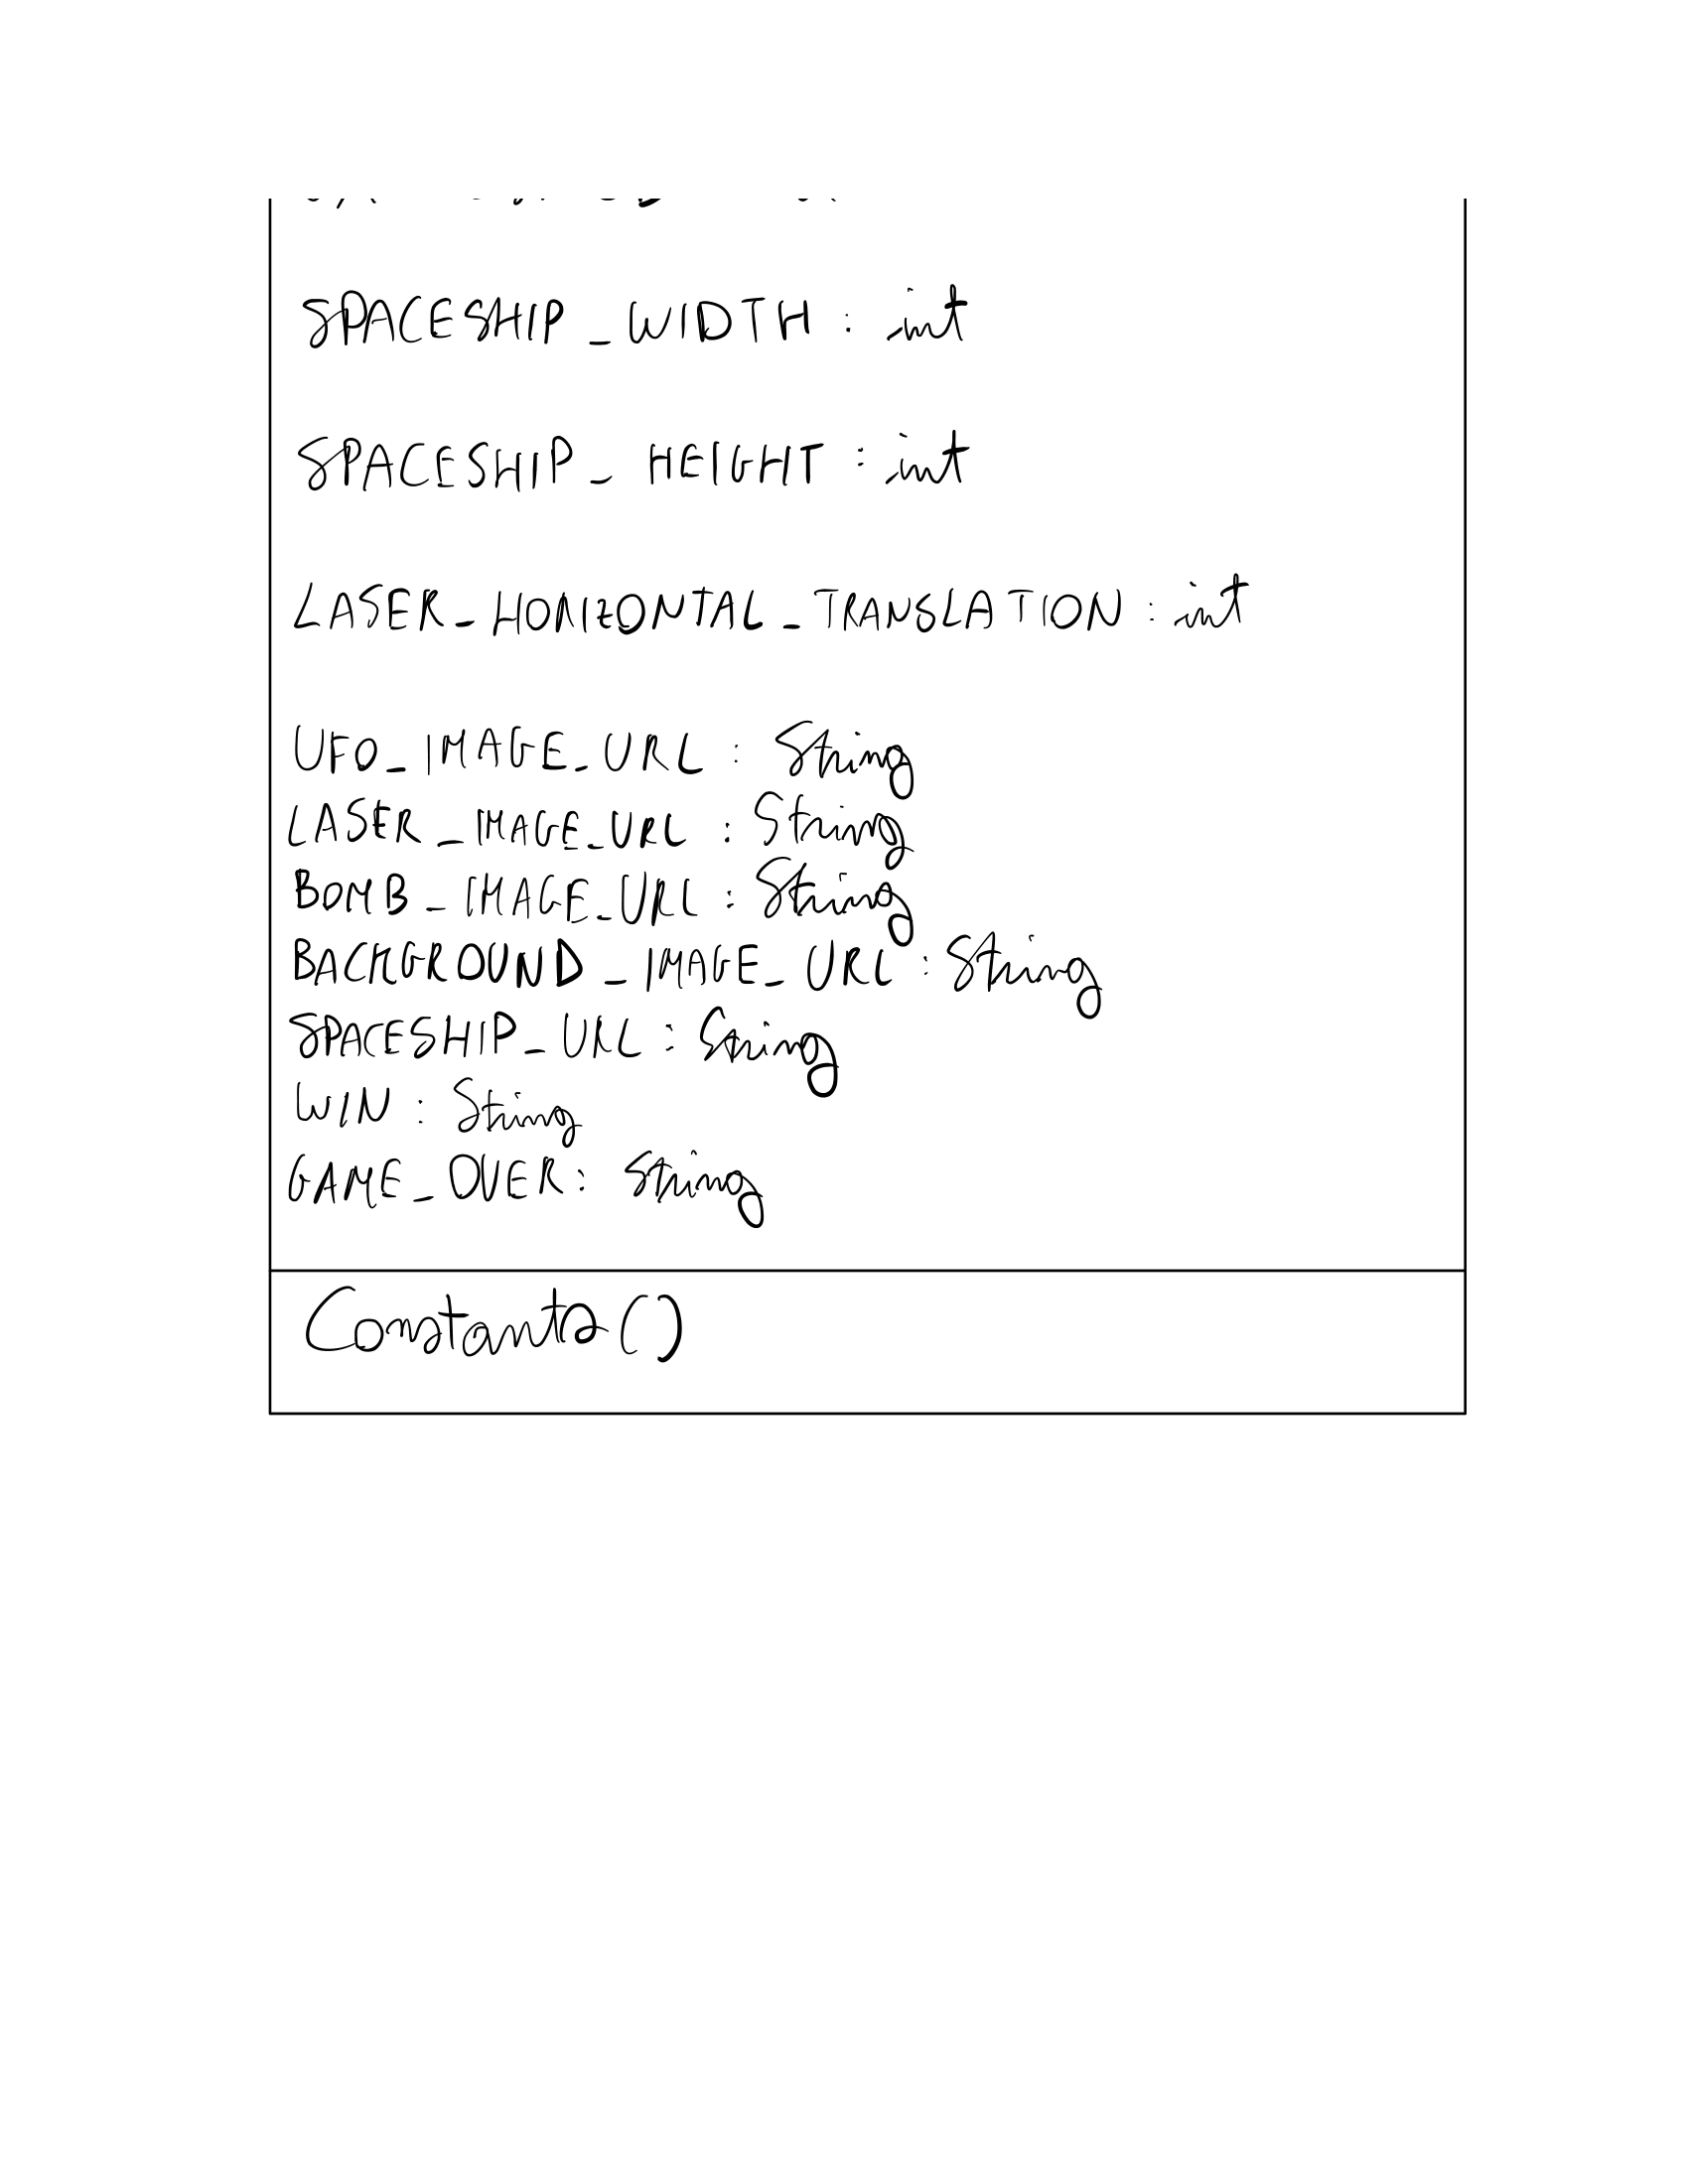 SPACESHIP_WIDTH : int
SPACESHIP_HEIGHT : int
LASER_HORIZONTAL_TRANSLATION : int
UFO_IMAGE_URL : String
LASER_IMAGE_URL : String
BOMB_IMAGE_URL : String
BACKGROUND_IMAGE_URL : String
SPACESHIP_URL : String
WIN : String
GAME_OVER : String
Constants()